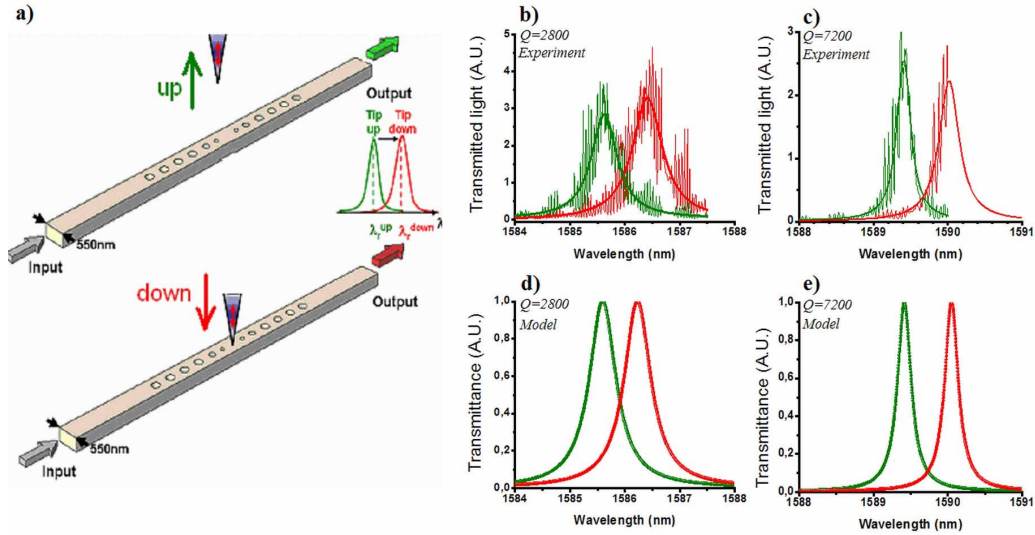 a)
up
Output
Tip up
Tip down
λ
λr^up λr^down
550nm
Input
down
Output
550nm
Input
b)
Q=2800
Experiment
Transmitted light (A.U.)
5
4
3
2
1
0
1584 1585 1586 1587 1588
Wavelength (nm)
c)
Q=7200
Experiment
Transmitted light (A.U.)
3
2
1
0
1588 1589 1590 1591
Wavelength (nm)
d)
Q=2800
Model
Transmittance (A.U.)
1,0
0,8
0,6
0,4
0,2
0,0
1584 1585 1586 1587 1588
Wavelength (nm)
e)
Q=7200
Model
Transmittance (A.U.)
1,0
0,8
0,6
0,4
0,2
0,0
1588 1589 1590 1591
Wavelength (nm)